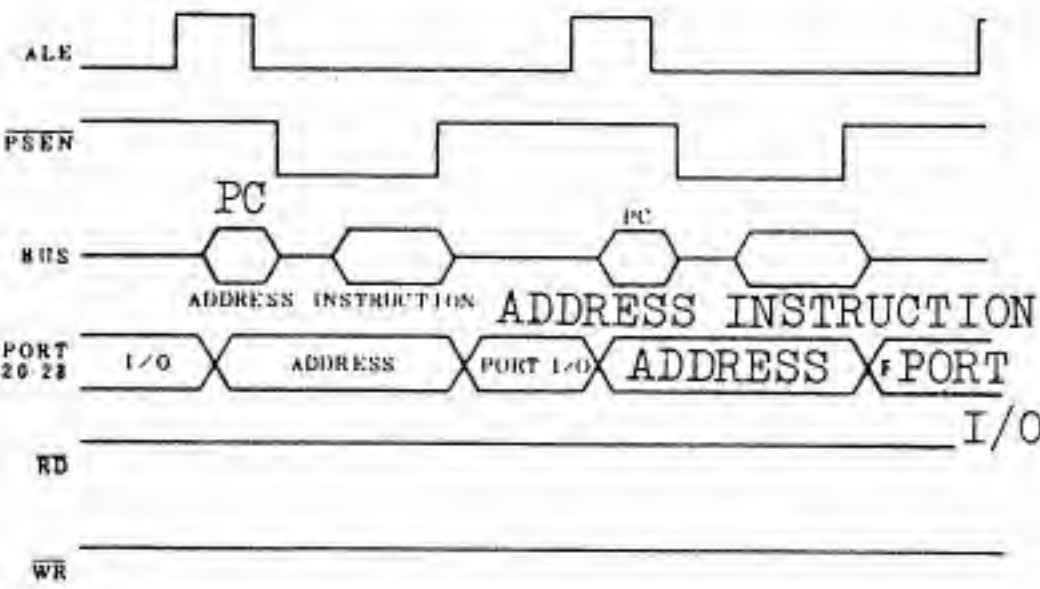 ALE
PSEN
PC
PC
BUS
ADDRESS INSTRUCTION ADDRESS INSTRUCTION
PORT
20-23
I/O ADDRESS PORT I/O ADDRESS PORT
I/O
RD
WR